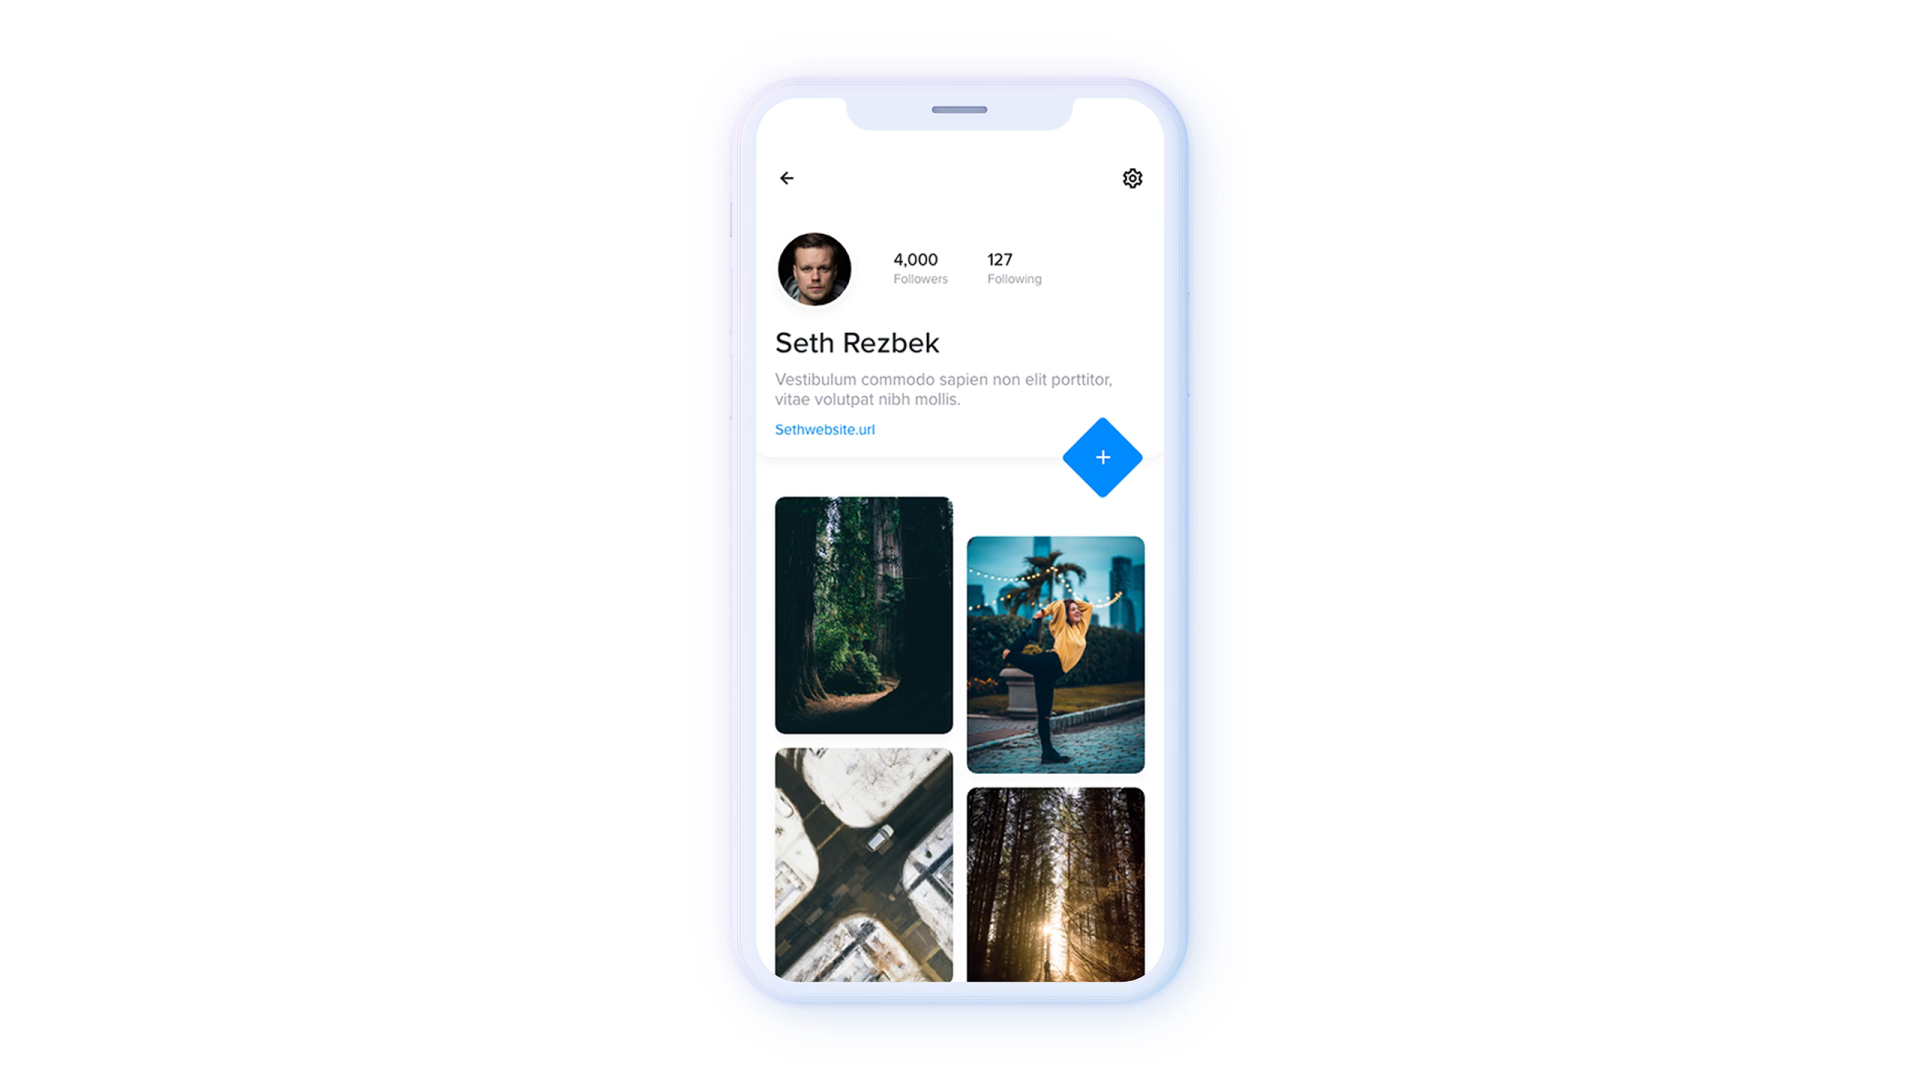 4,000
127
Followers
Following
Seth Rezbek
Vestibulum commodo sapien non elit porttitor,
vitae volutpat nibh mollis.
Sethwebsite.url
+